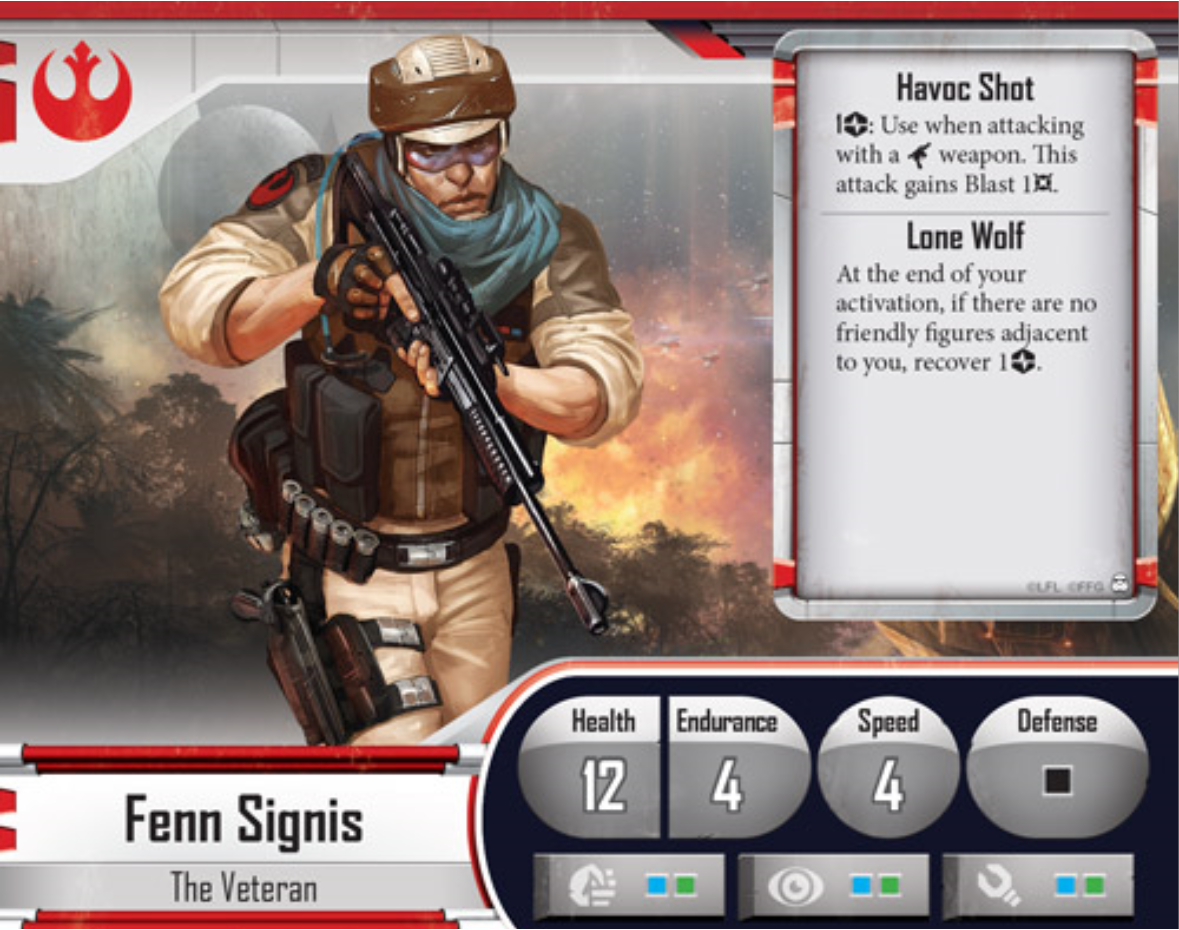 Havoc Shot
1: Use when attacking
with a weapon. This
attack gains Blast 1.
Lone Wolf
At the end of your
activation, if there are no
friendly figures adjacent
to you, recover 1.
©LFL ©FFG
Health
12
Endurance
4
Speed
4
Defense
Fenn Signis
The Veteran